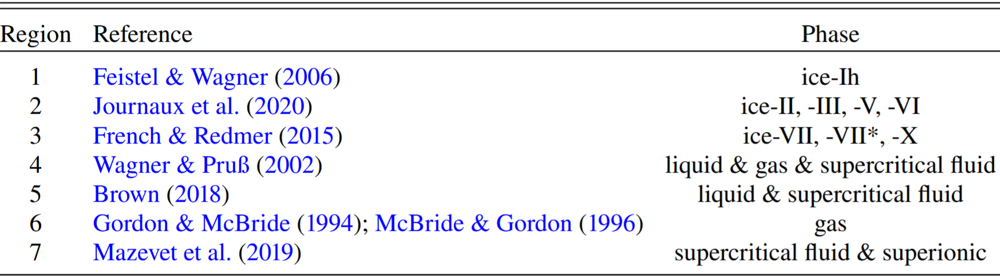 Region Reference Phase
1 Feistel & Wagner (2006) ice-Ih
2 Journaux et al. (2020) ice-II, -III, -V, -VI
3 French & Redmer (2015) ice-VII, -VII*, -X
4 Wagner & Pruß (2002) liquid & gas & supercritical fluid
5 Brown (2018) liquid & supercritical fluid
6 Gordon & McBride (1994); McBride & Gordon (1996) gas
7 Mazevet et al. (2019) supercritical fluid & superionic